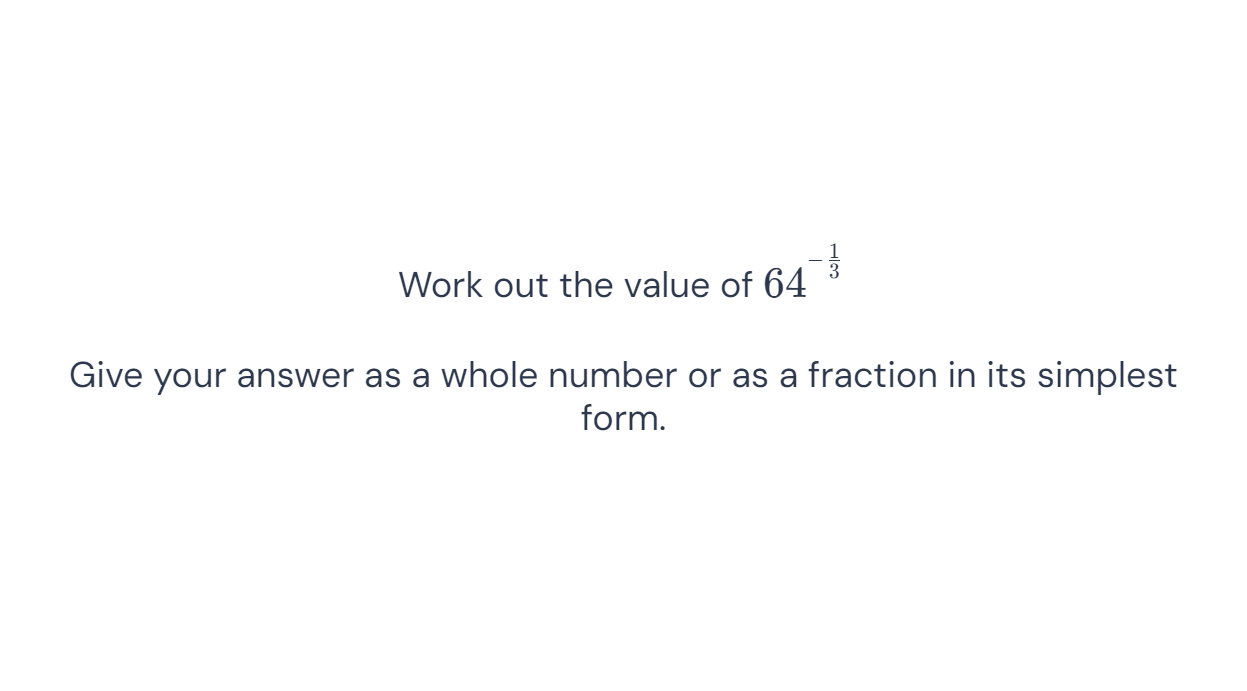 Work out the value of $64^{-\frac{1}{3}}$
Give your answer as a whole number or as a fraction in its simplest
form.